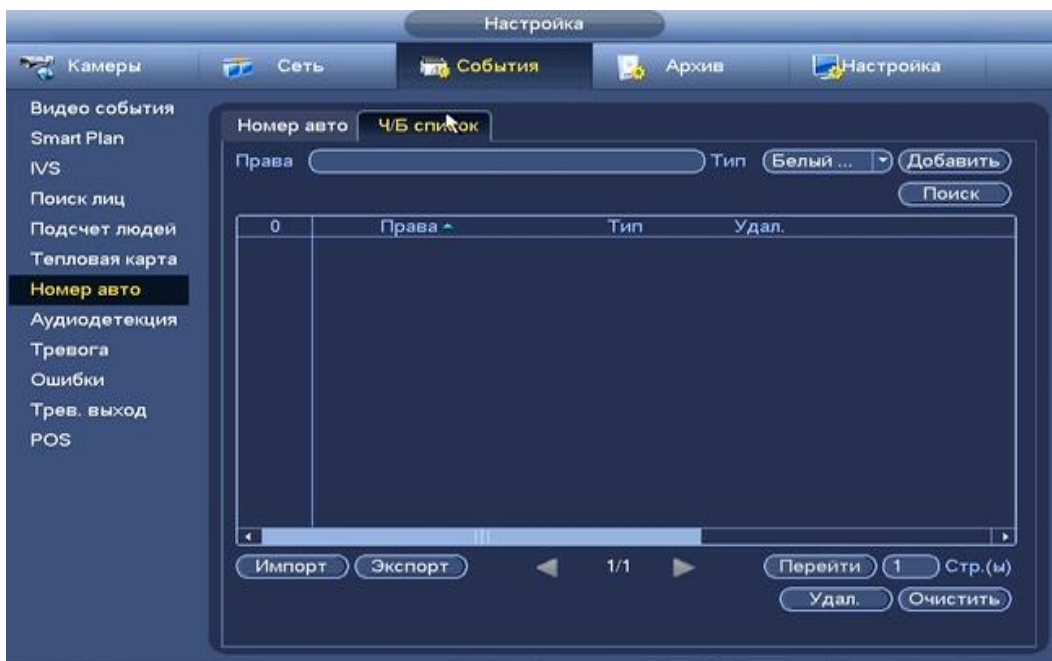 Настройка
Камеры Сеть События Архив Настройка
Видео события
Smart Plan
IVS
Поиск лиц
Подсчет людей
Тепловая карта
Номер авто
Аудиодетекция
Тревога
Ошибки
Трев. выход
POS
Номер авто Ч/Б список
Права Тип Белый ... Добавить
Поиск
0 Права Тип Удал.
Импорт Экспорт 1/1 Перейти 1 Стр.(ы)
Удал. Очистить